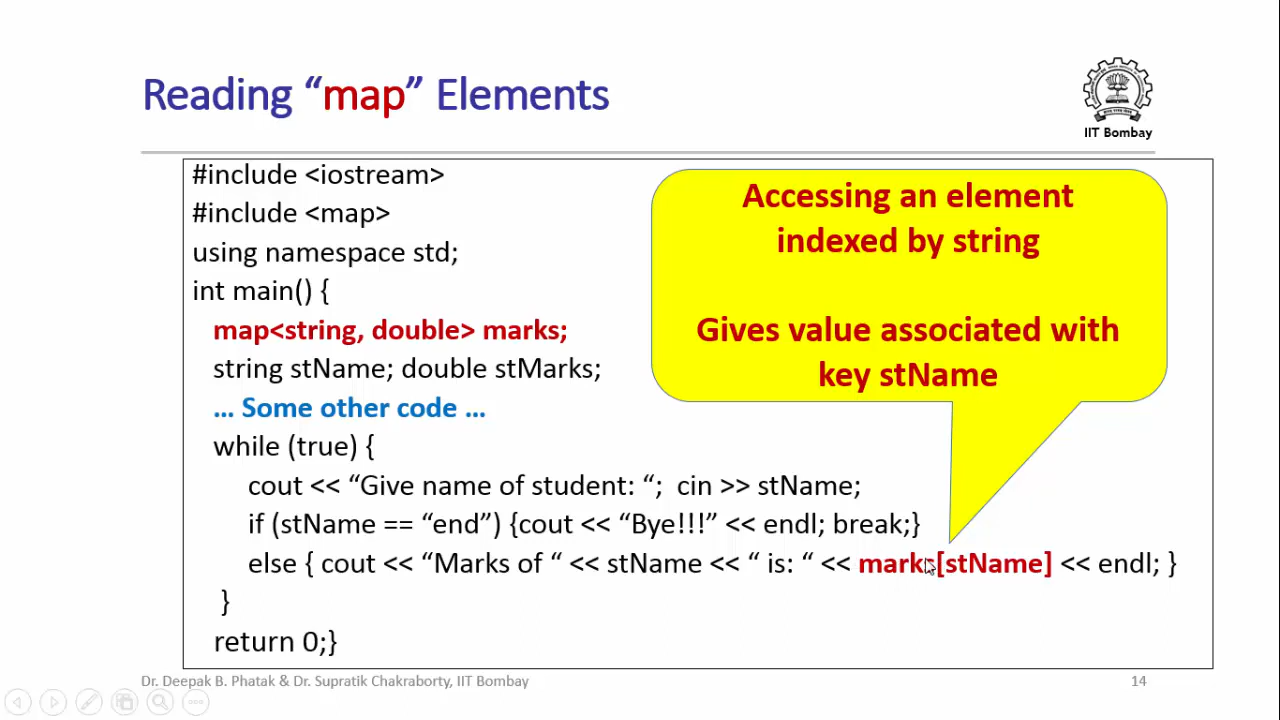 Reading “map” Elements
IIT Bombay
#include <iostream>
#include <map>
using namespace std;
int main() {
map<string, double> marks;
string stName; double stMarks;
… Some other code …
while (true) {
cout << “Give name of student: “; cin >> stName;
if (stName == “end”) {cout << “Bye!!!” << endl; break;}
else { cout << “Marks of “ << stName << “ is: “ << marks[stName] << endl; }
}
return 0;}
Accessing an element
indexed by string
Gives value associated with
key stName
Dr. Deepak B. Phatak & Dr. Supratik Chakraborty, IIT Bombay
14